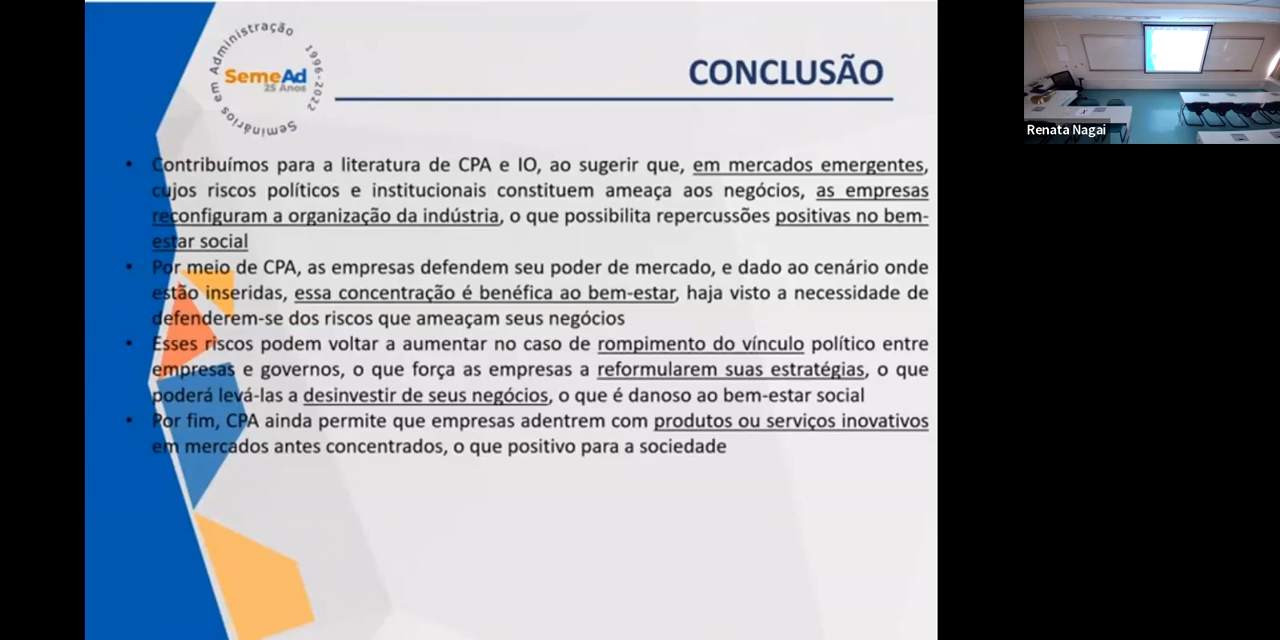 Seminários em Administração 1996-2022
SemeAd
25 Anos
CONCLUSÃO
Renata Nagai
• Contribuímos para a literatura de CPA e IO, ao sugerir que, em mercados emergentes,
cujos riscos políticos e institucionais constituem ameaça aos negócios, as empresas
reconfiguram a organização da indústria, o que possibilita repercussões positivas no bem-
estar social
• Por meio de CPA, as empresas defendem seu poder de mercado, e dado ao cenário onde
estão inseridas, essa concentração é benéfica ao bem-estar, haja visto a necessidade de
defenderem-se dos riscos que ameaçam seus negócios
• Esses riscos podem voltar a aumentar no caso de rompimento do vínculo político entre
empresas e governos, o que força as empresas a reformularem suas estratégias, o que
poderá levá-las a desinvestir de seus negócios, o que é danoso ao bem-estar social
• Por fim, CPA ainda permite que empresas adentrem com produtos ou serviços inovativos
em mercados antes concentrados, o que positivo para a sociedade